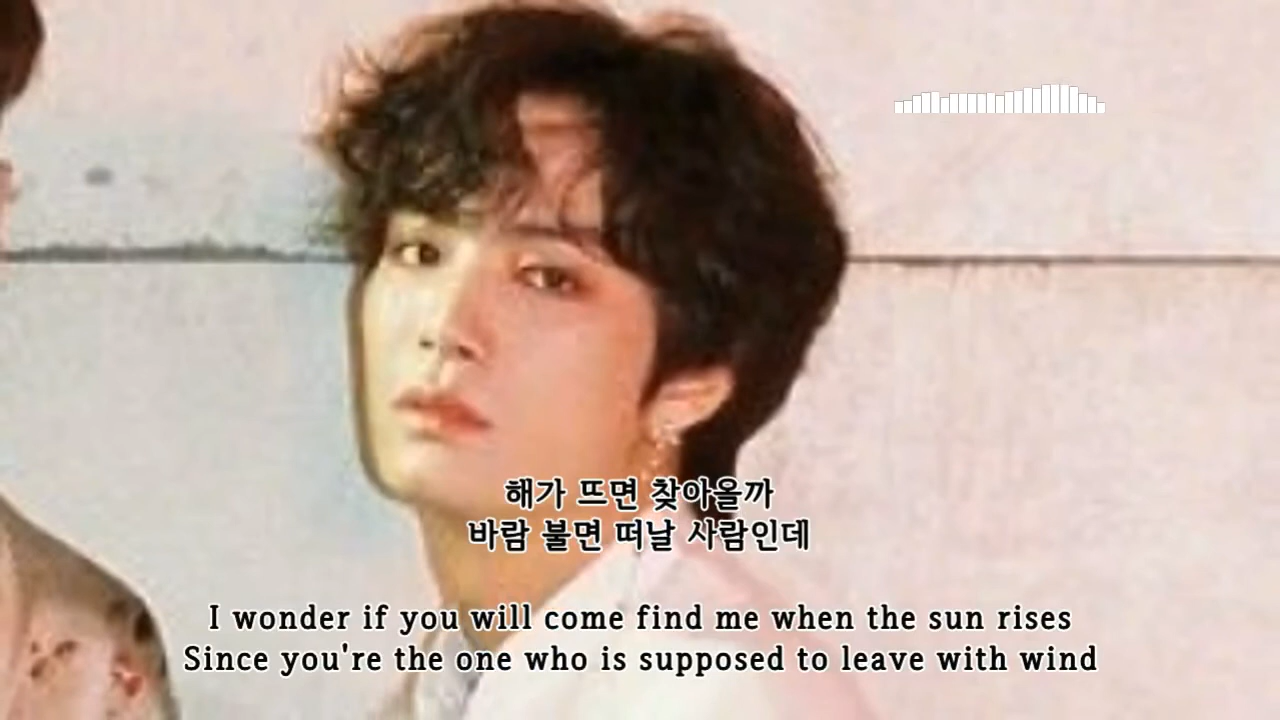 해가 뜨면 찾아올까
바람 불면 떠날 사람인데
I wonder if you will come find me when the sun rises
Since you're the one who is supposed to leave with wind